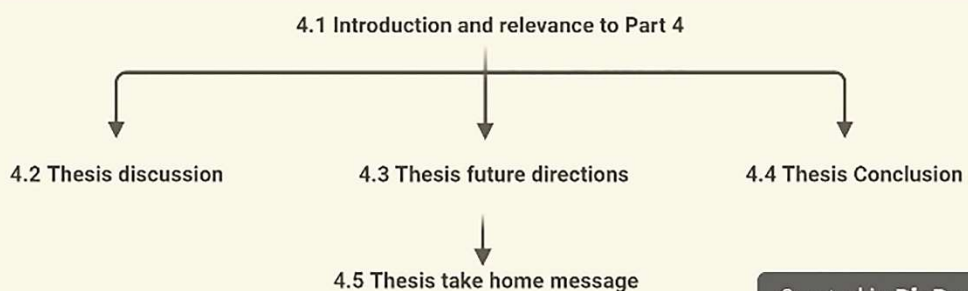 4.1 Introduction and relevance to Part 4
4.2 Thesis discussion
4.3 Thesis future directions
4.4 Thesis Conclusion
4.5 Thesis take home message